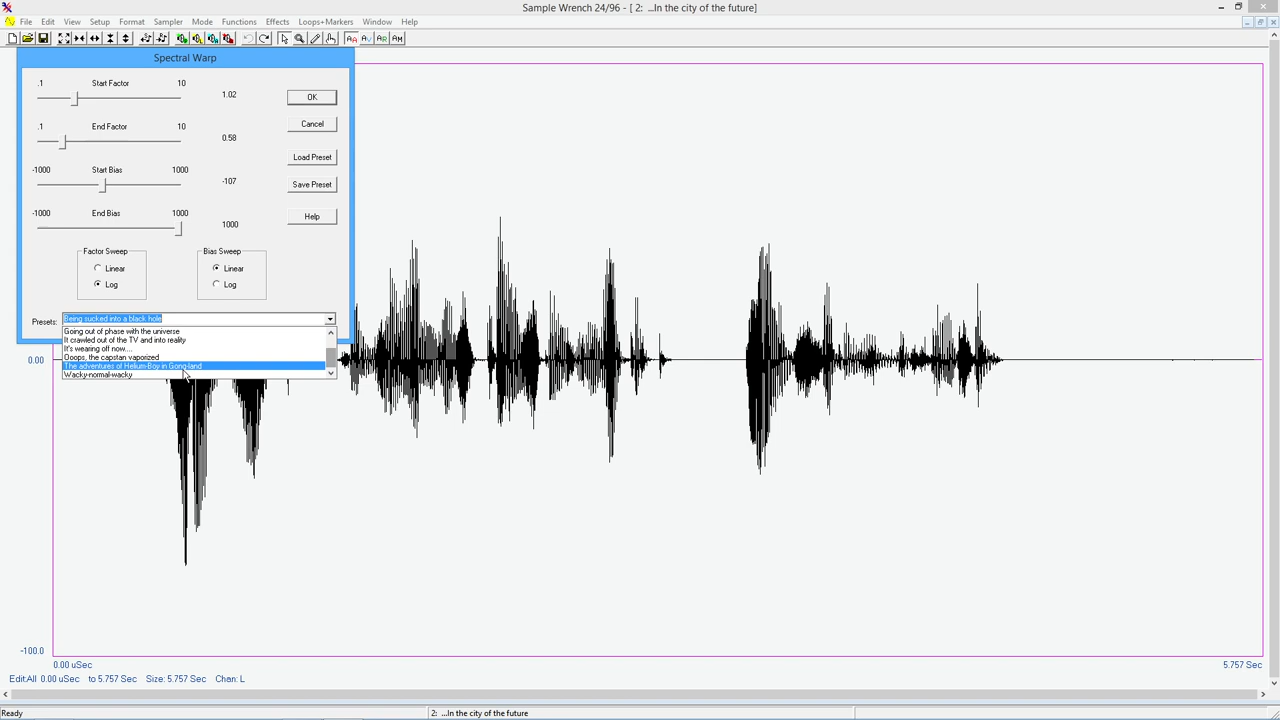 Sample Wrench 24/96 - [ 2: ...In the city of the future]
File Edit View Setup Format Sampler Mode Functions Effects Loops+Markers Window Help
AA AV AR AM
Spectral Warp
.1 Start Factor 10
1.02
OK
.1 End Factor 10
0.58
Cancel
-1000 Start Bias 1000
-107
Load Preset
Save Preset
-1000 End Bias 1000
1000
Help
Factor Sweep
Linear
Log
Bias Sweep
Linear
Log
Presets: Being sucked into a black hole
Going out of phase with the universe
It crawled out of the TV and into reality
It's wearing off now....
Ooops, the capstan vaporized
The adventures of Helium-Boy in Gong-land
Wacky-normal-wacky
0.00
-100.0
0.00 uSec 5.757 Sec
Edit:All 0.00 uSec to 5.757 Sec Size: 5.757 Sec Chan: L
Ready 2: ...In the city of the future